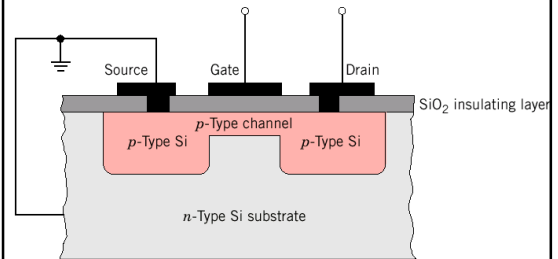 Source
Gate
Drain
SiO₂ insulating layer
p-Type channel
p-Type Si
p-Type Si
n-Type Si substrate